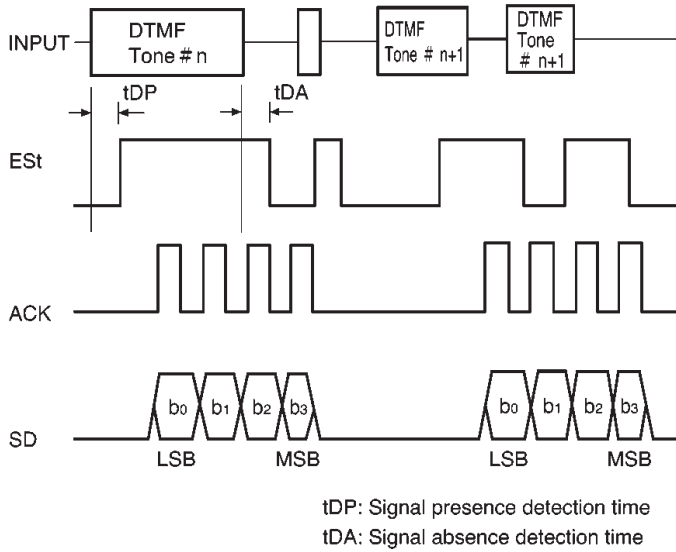 INPUT
DTMF
Tone # n
DTMF
Tone # n+1
DTMF
Tone
# n+1
tDP
tDA
ESt
ACK
SD
b0
b1
b2
b3
b0
b1
b2
b3
LSB
MSB
LSB
MSB
tDP: Signal presence detection time
tDA: Signal absence detection time